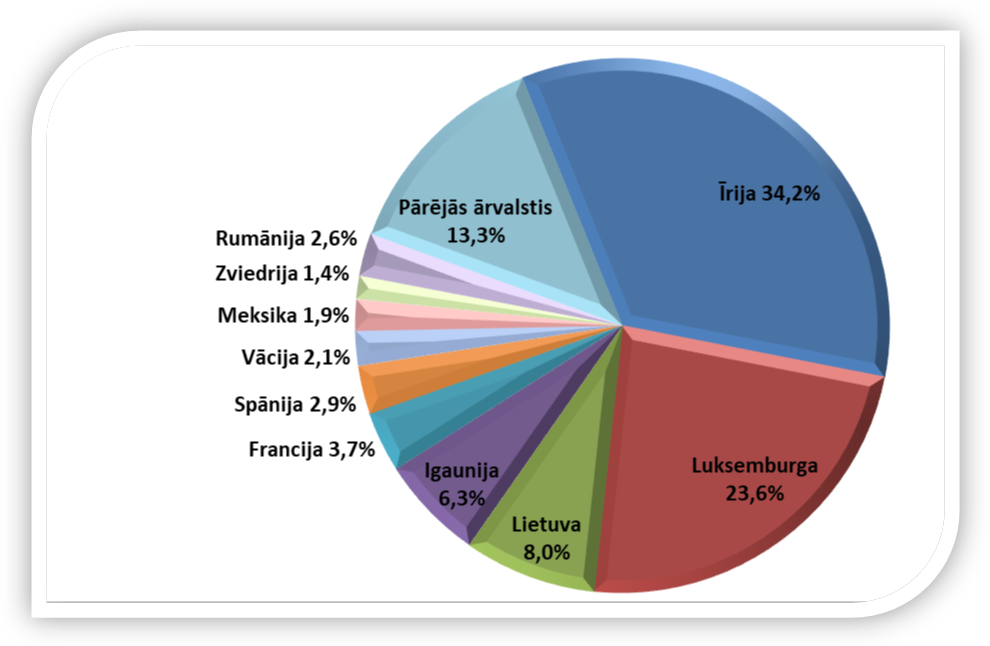 Īrija 34,2%
Luksemburga
23,6%
Lietuva
8,0%
Igaunija
6,3%
Francija 3,7%
Spānija 2,9%
Vācija 2,1%
Meksika 1,9%
Zviedrija 1,4%
Rumānija 2,6%
Pārējās ārvalstis
13,3%